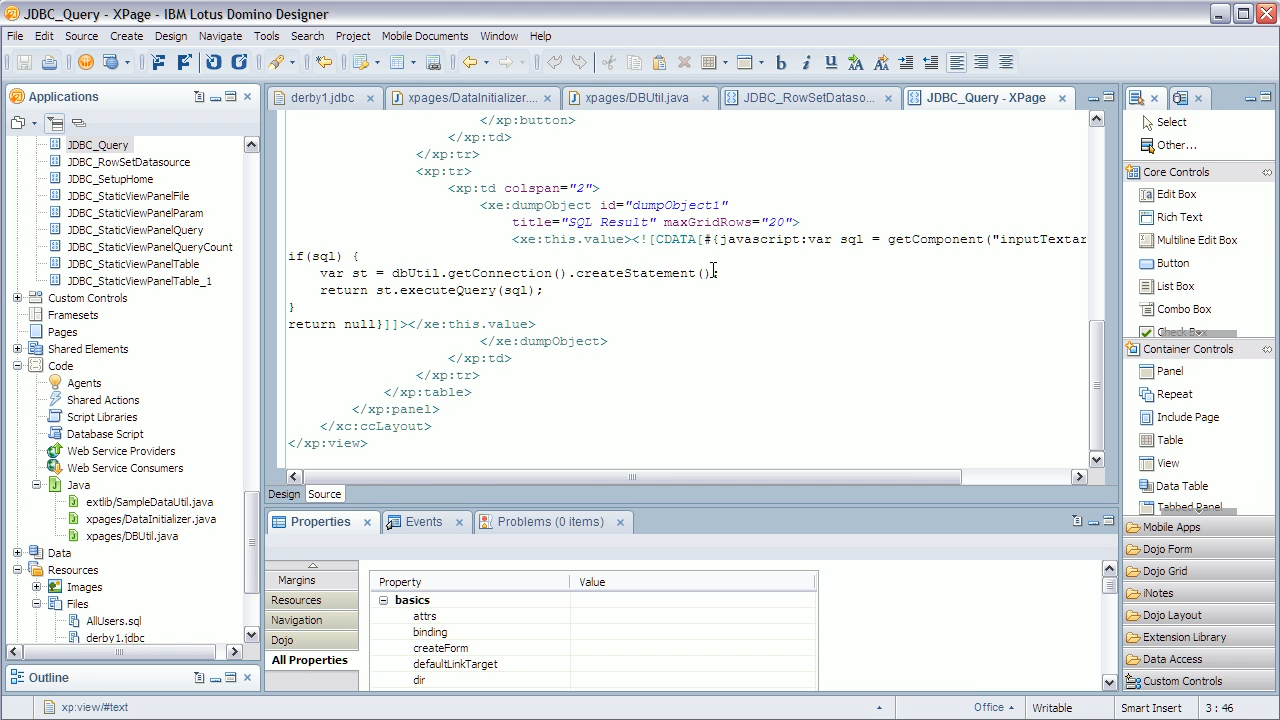 JDBC_Query - XPage - IBM Lotus Domino Designer
File Edit Source Create Design Navigate Tools Search Project Mobile Documents Window Help
Applications
JDBC_Query
JDBC_RowSetDatasource
JDBC_SetupHome
JDBC_StaticViewPanelFile
JDBC_StaticViewPanelParam
JDBC_StaticViewPanelQuery
JDBC_StaticViewPanelQueryCount
JDBC_StaticViewPanelTable
JDBC_StaticViewPanelTable_1
Custom Controls
Framesets
Pages
Shared Elements
Code
Agents
Shared Actions
Script Libraries
Database Script
Web Service Providers
Web Service Consumers
Java
extlib/SampleDataUtil.java
xpages/DataInitializer.java
xpages/DBUtil.java
Data
Resources
Images
Files
AllUsers.sql
derby1.jdbc
Outline
derby1.jdbc xpages/DataInitializer.... xpages/DBUtil.java JDBC_RowSetDataso... JDBC_Query - XPage
</xp:button>
</xp:td>
</xp:tr>
<xp:tr>
<xp:td colspan="2">
<xe:dumpObject id="dumpObject1"
title="SQL Result" maxGridRows="20">
<xe:this.value><![CDATA[#{javascript:var sql = getComponent("inputTextar
if(sql) {
var st = dbUtil.getConnection().createStatement();
return st.executeQuery(sql);
}
return null}]]></xe:this.value>
</xe:dumpObject>
</xp:td>
</xp:tr>
</xp:table>
</xp:panel>
</xc:ccLayout>
</xp:view>
Design Source
Properties Events Problems (0 items)
Margins
Resources
Navigation
Dojo
All Properties
Property Value
basics
attrs
binding
createForm
defaultLinkTarget
dir
Select
Other...
Core Controls
Edit Box
Rich Text
Multiline Edit Box
Button
List Box
Combo Box
Check Box
Container Controls
Panel
Repeat
Include Page
Table
View
Data Table
Tabbed Panel
Mobile Apps
Dojo Form
Dojo Grid
iNotes
Dojo Layout
Extension Library
Data Access
Custom Controls
xp:view/#text Office Writable Smart Insert 3 : 46